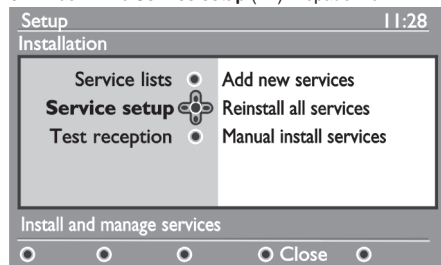 Setup 11:28
Installation
Service lists Add new services
Service setup Reinstall all services
Test reception Manual install services
Install and manage services
Close